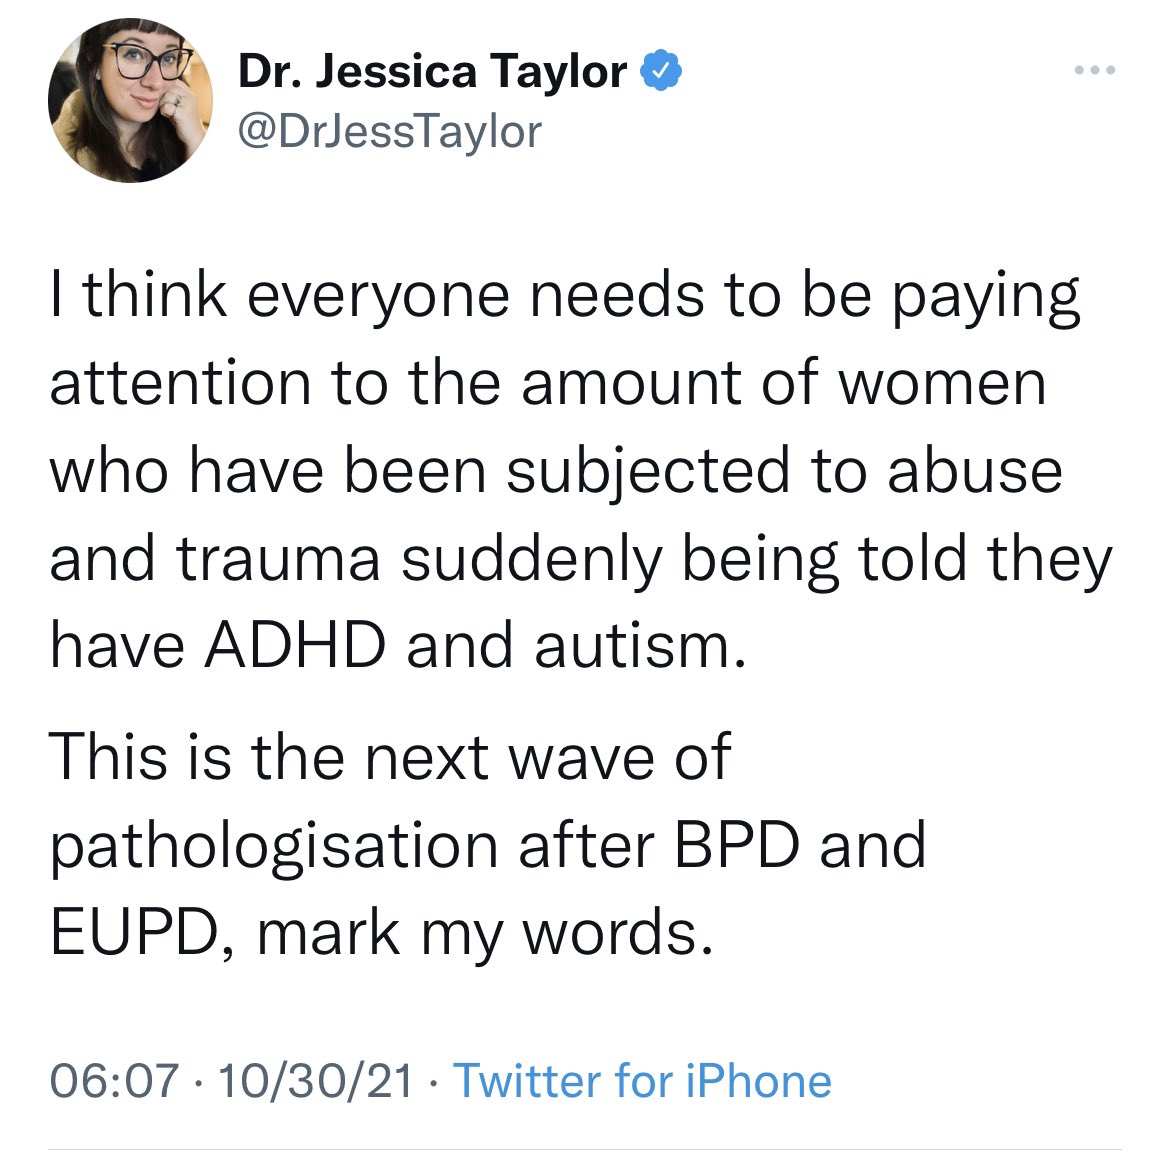 Dr. Jessica Taylor
@DrJessTaylor
I think everyone needs to be paying
attention to the amount of women
who have been subjected to abuse
and trauma suddenly being told they
have ADHD and autism.
This is the next wave of
pathologisation after BPD and
EUPD, mark my words.
06:07 · 10/30/21 · Twitter for iPhone